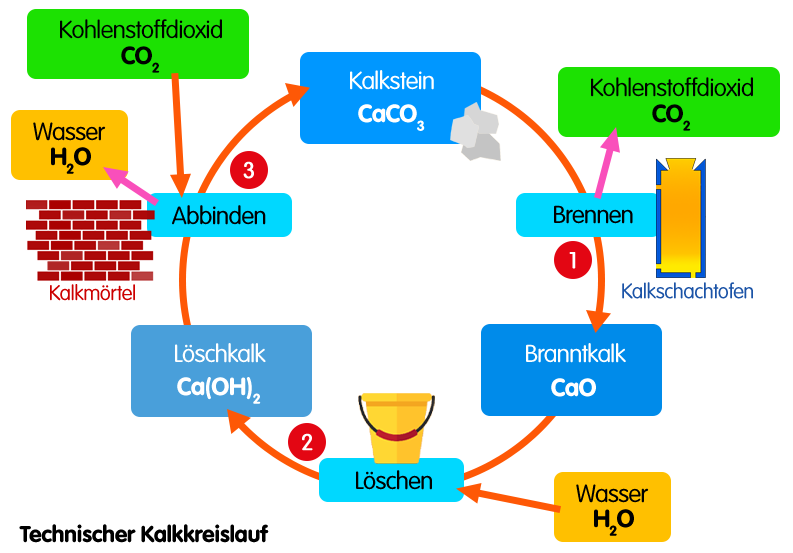 Kohlenstoffdioxid
CO₂
Kalkstein
CaCO₃
Kohlenstoffdioxid
CO₂
Wasser
H₂O
3
Abbinden
Brennen
1
Kalkmörtel
Kalkschachtofen
Löschkalk
Ca(OH)₂
Branntkalk
CaO
2
Löschen
Wasser
H₂O
Technischer Kalkkreislauf